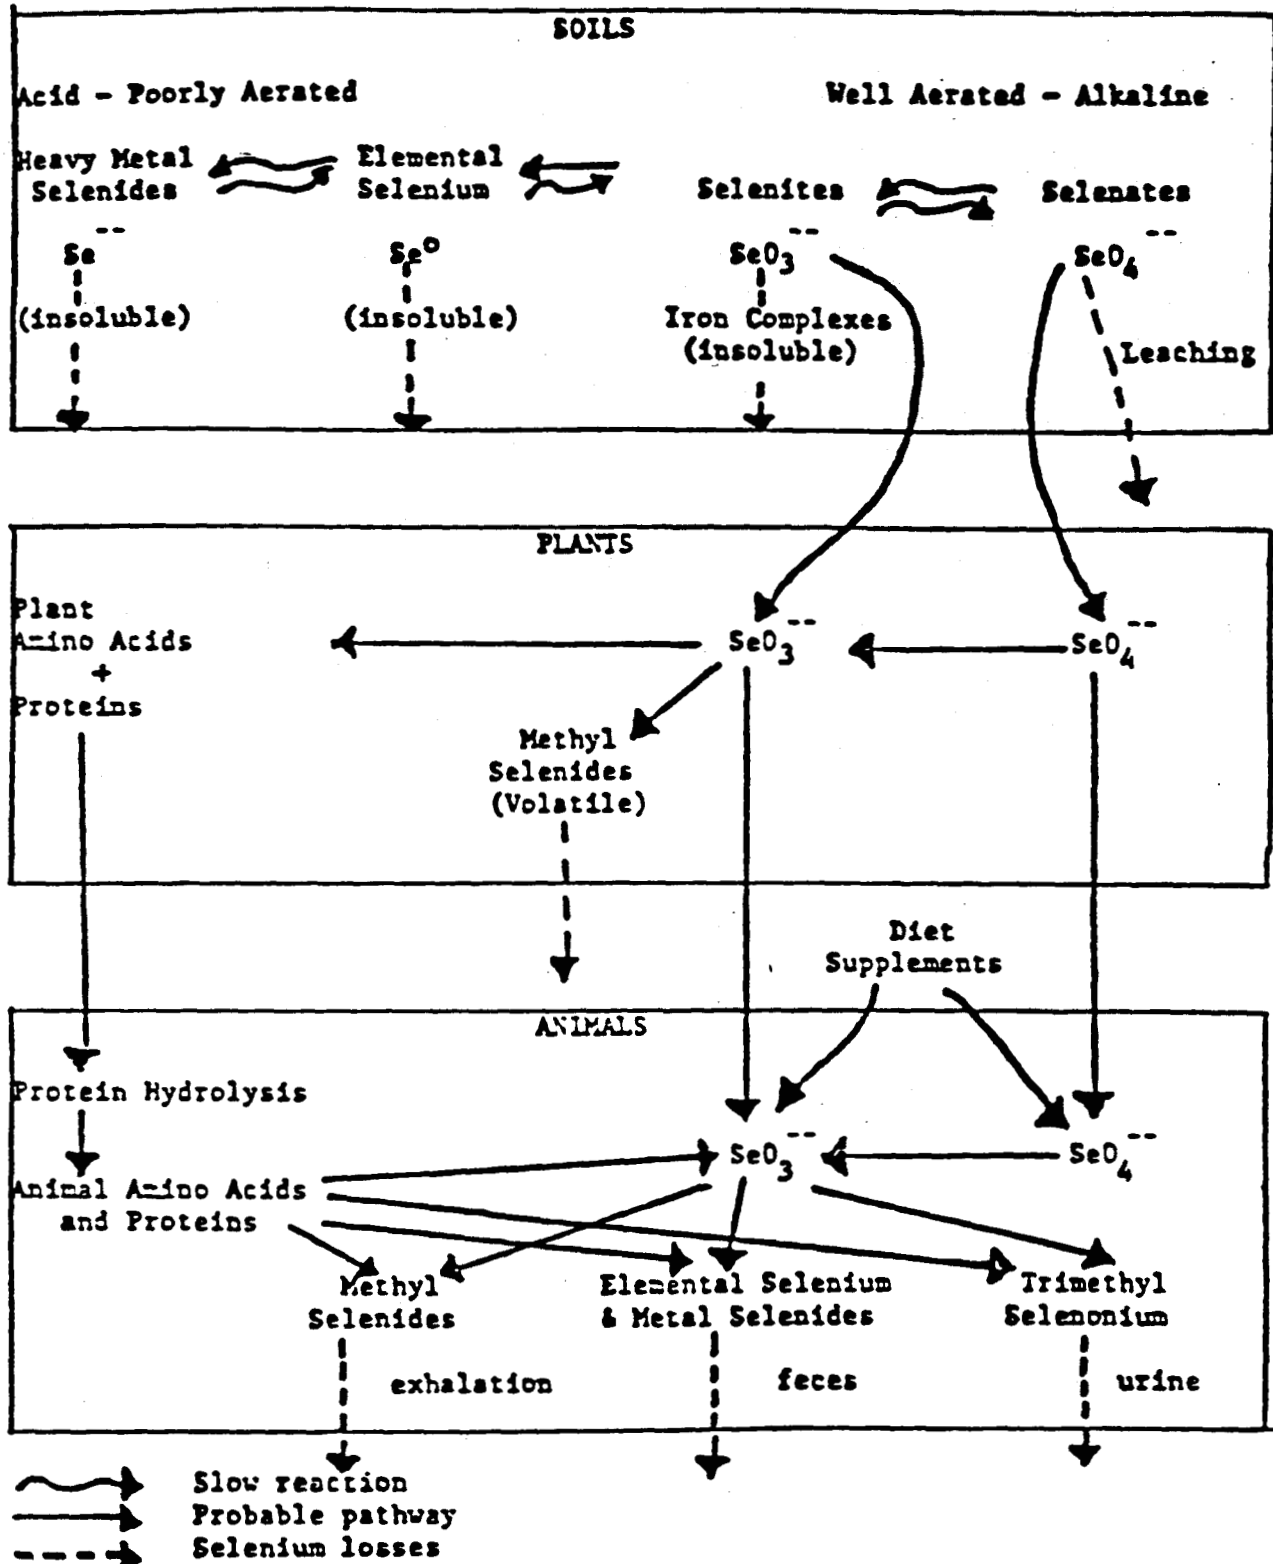 SOILS
Acid - Poorly Aerated
Well Aerated - Alkaline
Heavy Metal
Selenides
Elemental
Selenium
Selenites
Selenates
Se--
Se°
SeO3--
SeO4--
(insoluble)
(insoluble)
Iron Complexes
(insoluble)
Leaching
PLANTS
Plant
Amino Acids
+
Proteins
SeO3--
SeO4--
Methyl
Selenides
(Volatile)
Diet
Supplements
ANIMALS
Protein Hydrolysis
SeO3--
SeO4--
Animal Amino Acids
and Proteins
Methyl
Selenides
Elemental Selenium
& Metal Selenides
Trimethyl
Selenonium
exhalation
feces
urine
Slow reaction
Probable pathway
Selenium losses